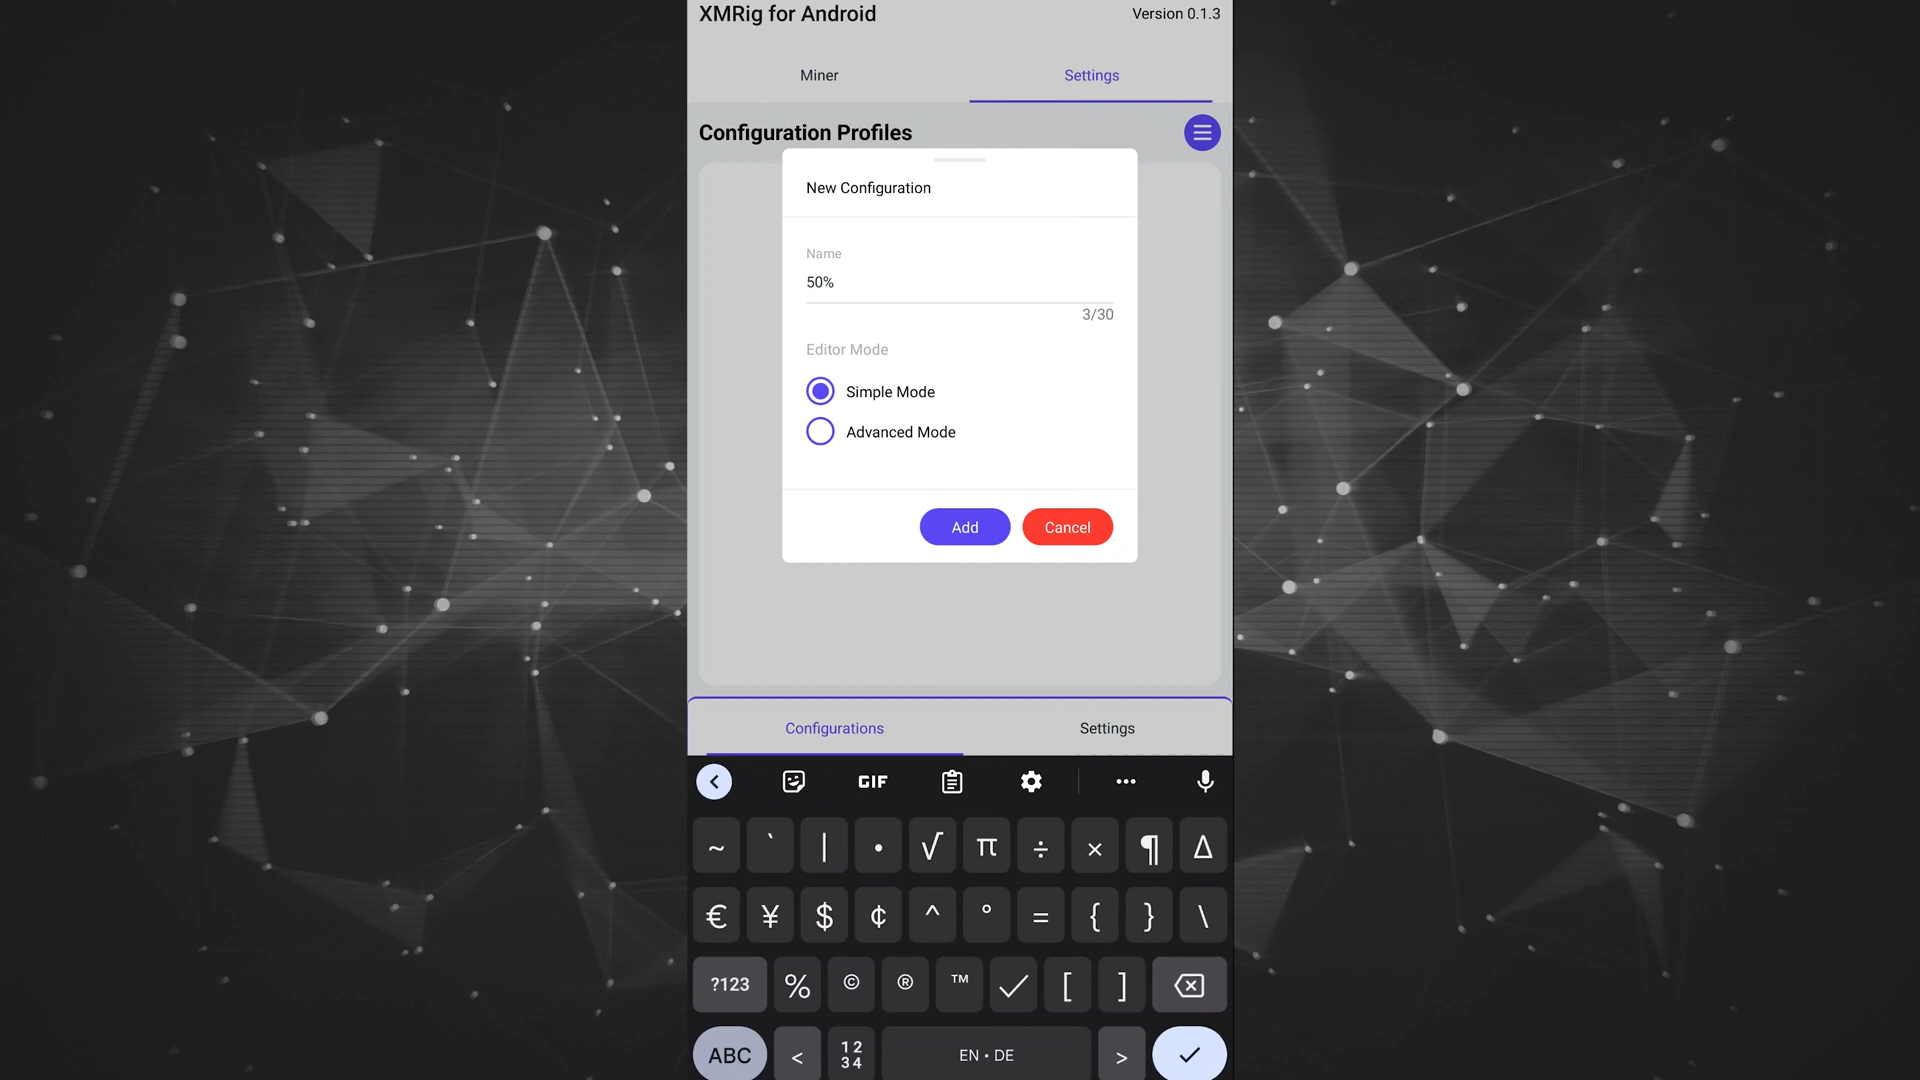 XMRig for Android
Version 0.1.3
Miner
Settings
Configuration Profiles
New Configuration
Name
50%
3/30
Editor Mode
Simple Mode
Advanced Mode
Add
Cancel
Configurations
Settings
GIF
~ ` | • √ π ÷ × ¶ Δ
€ ¥ $ ¢ ^ ° = { } \
?123 % © ® ™ ✓ [ ]
ABC < 1234 EN • DE >